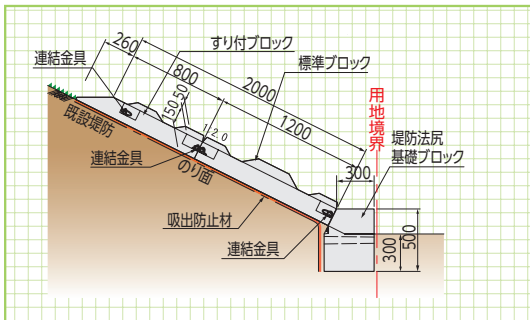 260
すり付ブロック
標準ブロック
連結金具
800
2000
150
50
1:2.0
1200
用地境界
堤防法尻
基礎ブロック
既設堤防
連結金具
のり面
300
吸出防止材
連結金具
300
500